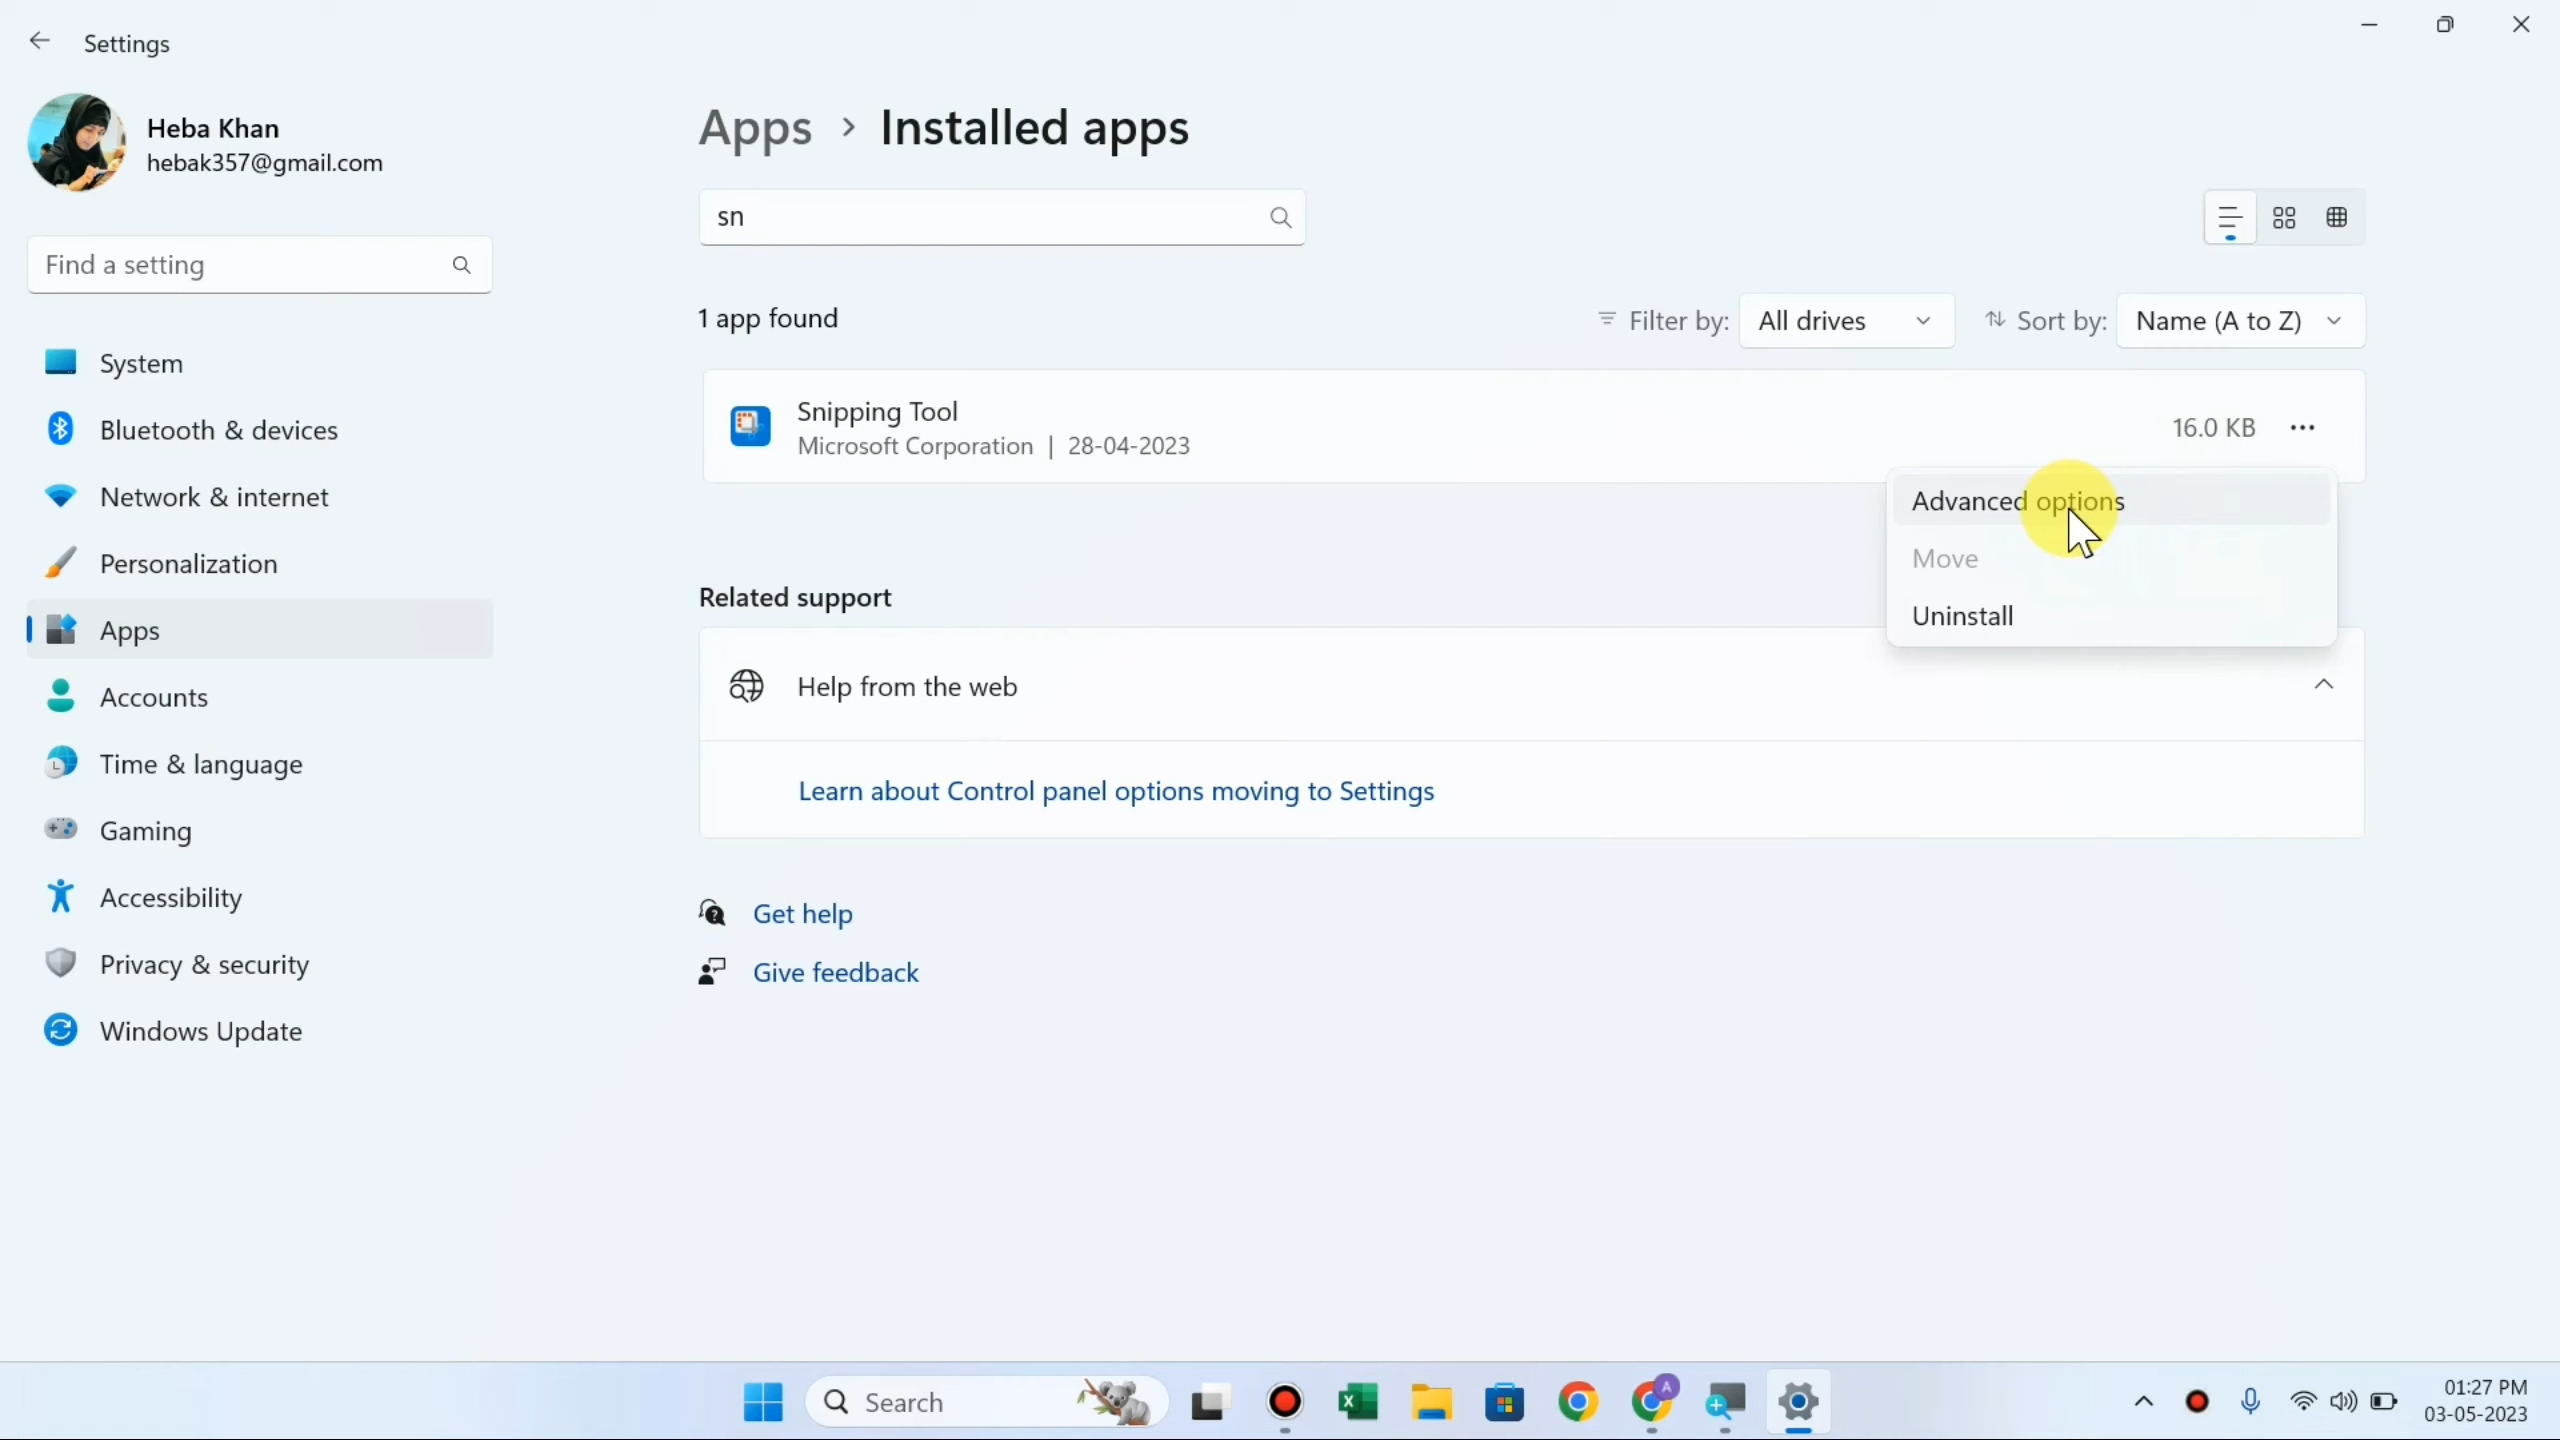 Settings
Heba Khan
hebak357@gmail.com
Find a setting
System
Bluetooth & devices
Network & internet
Personalization
Apps
Accounts
Time & language
Gaming
Accessibility
Privacy & security
Windows Update
Apps > Installed apps
sn
1 app found
Filter by: All drives
Sort by: Name (A to Z)
Snipping Tool
Microsoft Corporation | 28-04-2023
16.0 KB
Advanced options
Move
Uninstall
Related support
Help from the web
Learn about Control panel options moving to Settings
Get help
Give feedback
Search
A
01:27 PM
03-05-2023